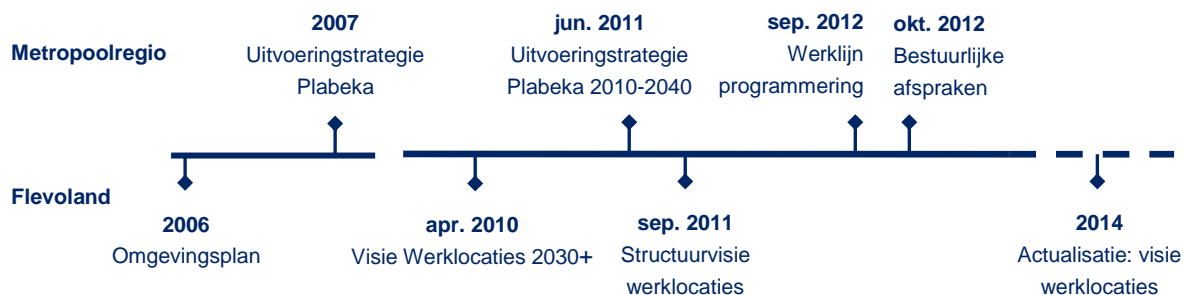 Metropoolregio
2007
Uitvoeringstrategie
Plabeka
jun. 2011
Uitvoeringstrategie
Plabeka 2010-2040
sep. 2012
Werklijn
programmering
okt. 2012
Bestuurlijke
afspraken
Flevoland
2006
Omgevingsplan
apr. 2010
Visie Werklocaties 2030+
sep. 2011
Structuurvisie
werklocaties
2014
Actualisatie: visie
werklocaties